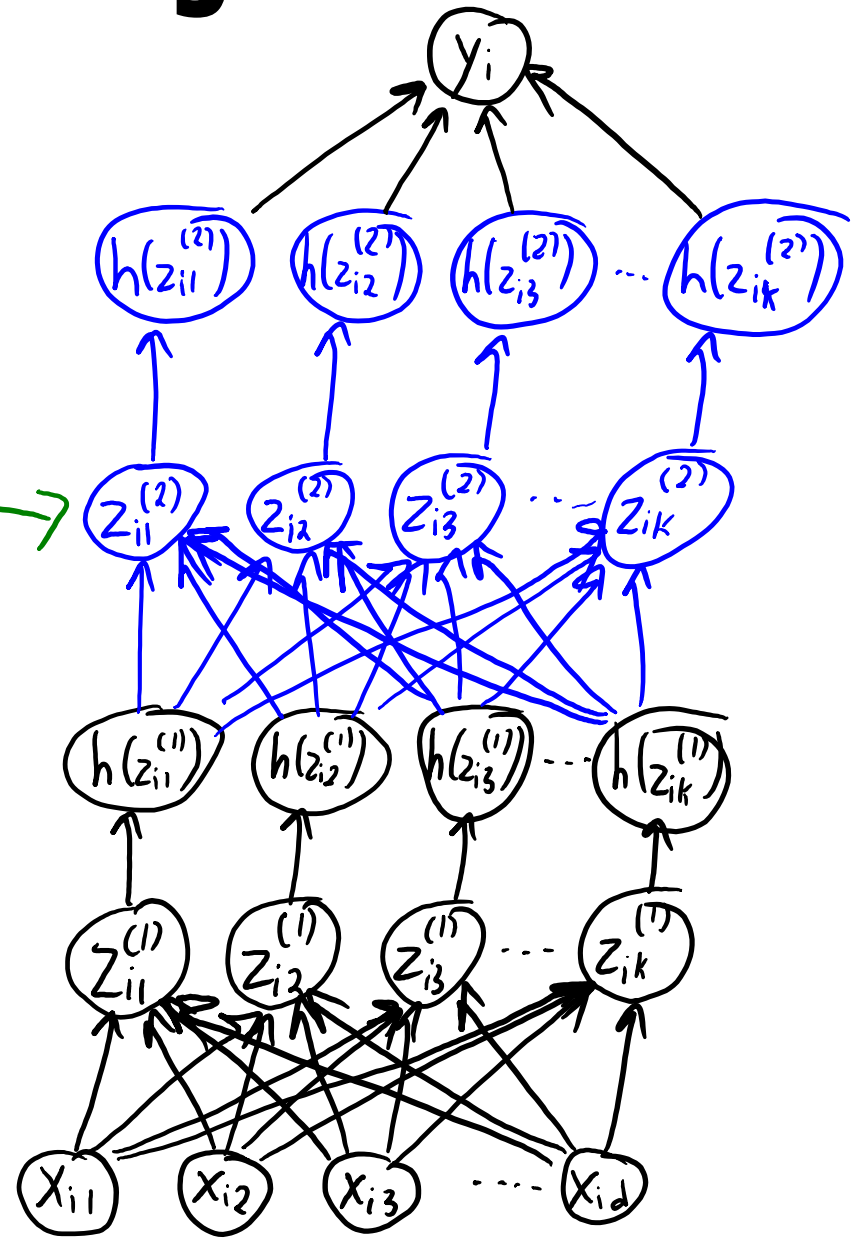 yi
h(zi1(2)) h(zi2(2)) h(zi3(2)) ... h(zik(2))
zi1(2) zi2(2) zi3(2) ... zik(2)
h(zi1(1)) h(zi2(1)) h(zi3(1)) ... h(zik(1))
zi1(1) zi2(1) zi3(1) ... zik(1)
xi1 xi2 xi3 ... xid